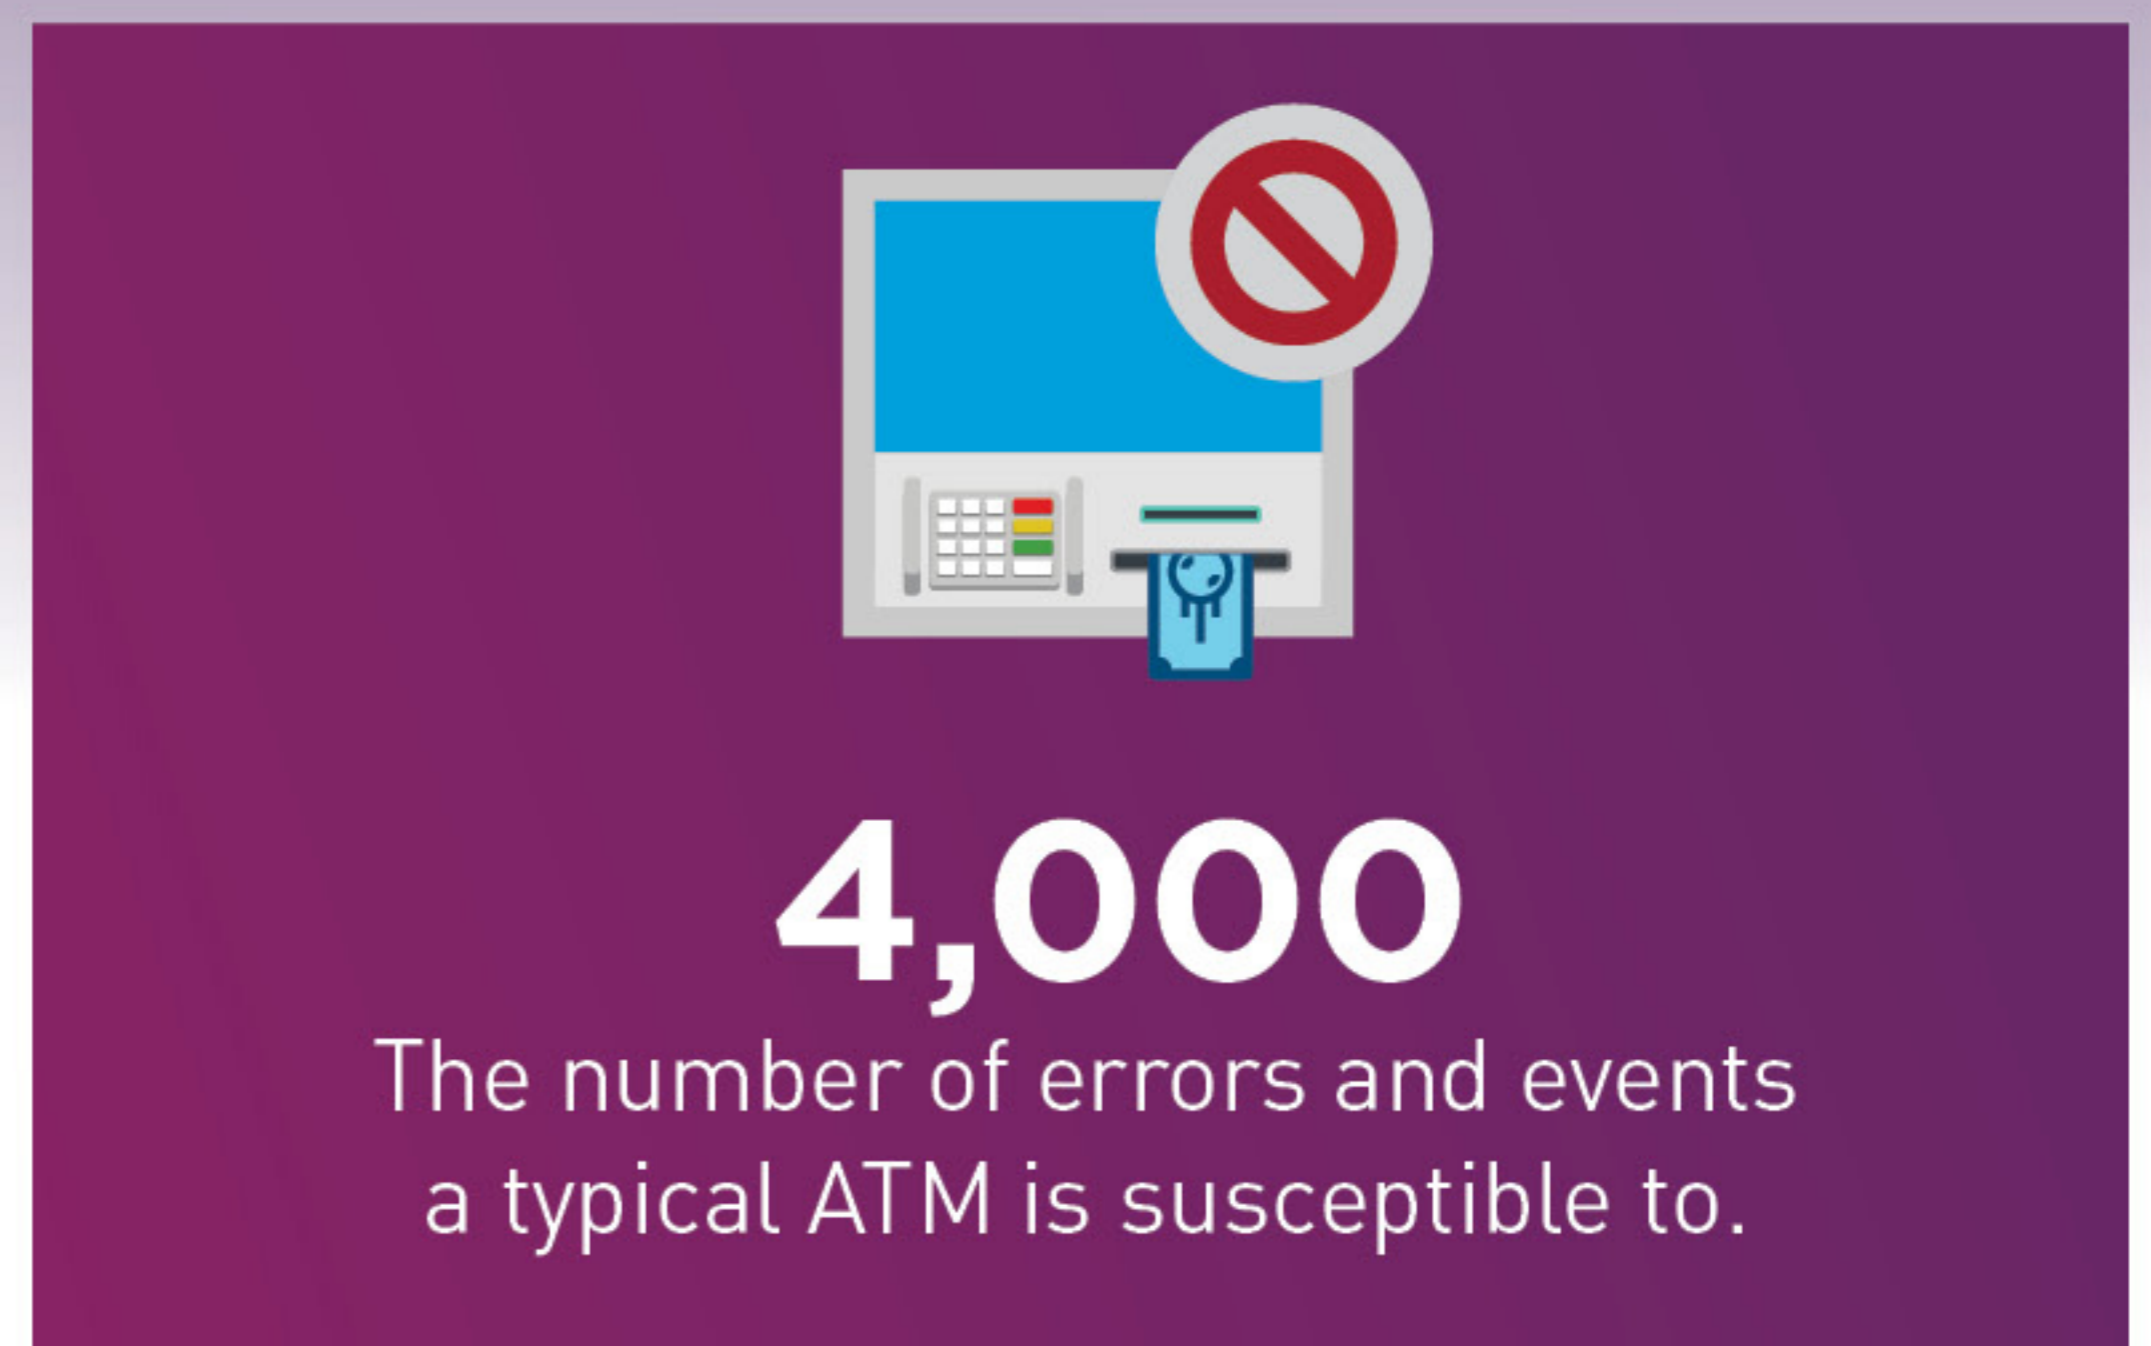 4,000
The number of errors and events
a typical ATM is susceptible to.